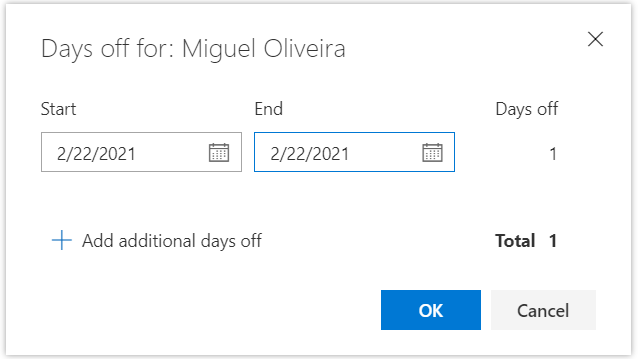 Days off for: Miguel Oliveira
Start End Days off
2/22/2021 2/22/2021 1
Add additional days off Total 1
OK Cancel